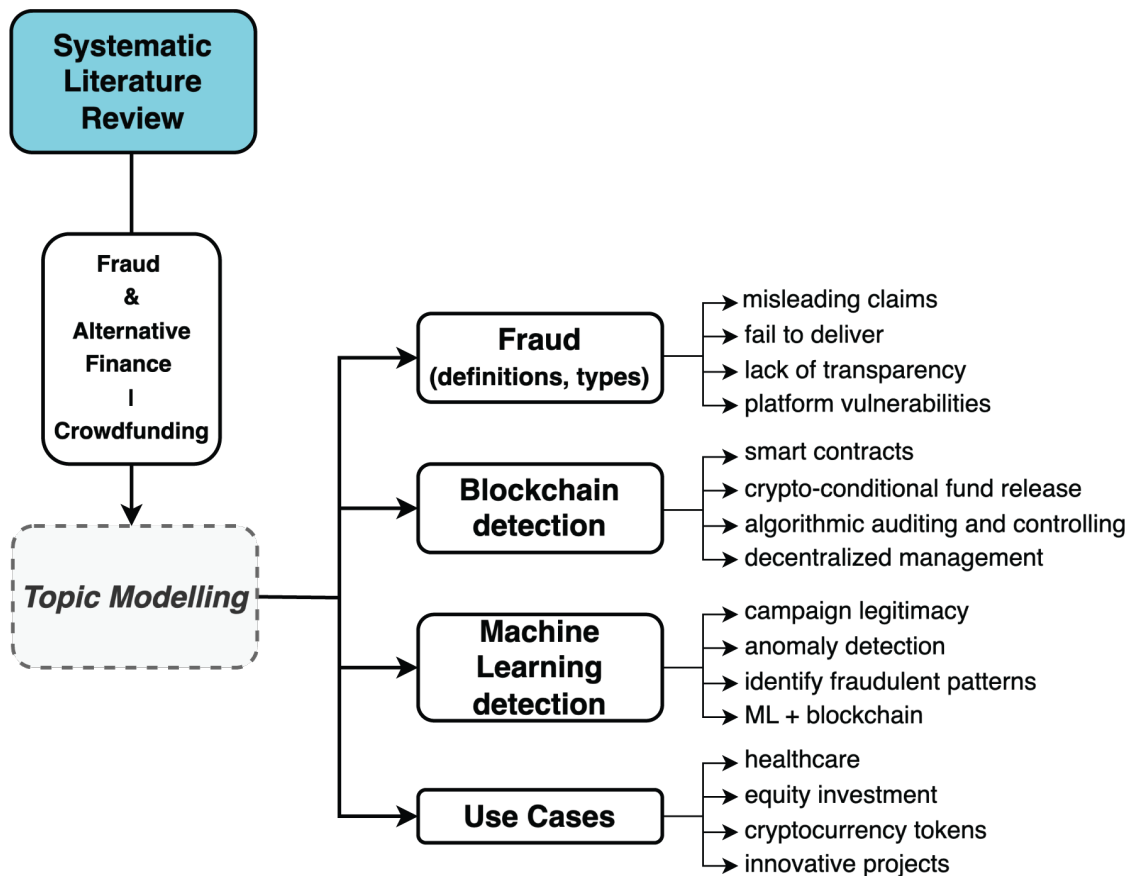 Systematic
Literature
Review
Fraud
&
Alternative
Finance
|
Crowdfunding
Topic Modelling
Fraud
(definitions, types)
misleading claims
fail to deliver
lack of transparency
platform vulnerabilities
Blockchain
detection
smart contracts
crypto-conditional fund release
algorithmic auditing and controlling
decentralized management
Machine
Learning
detection
campaign legitimacy
anomaly detection
identify fraudulent patterns
ML + blockchain
Use Cases
healthcare
equity investment
cryptocurrency tokens
innovative projects